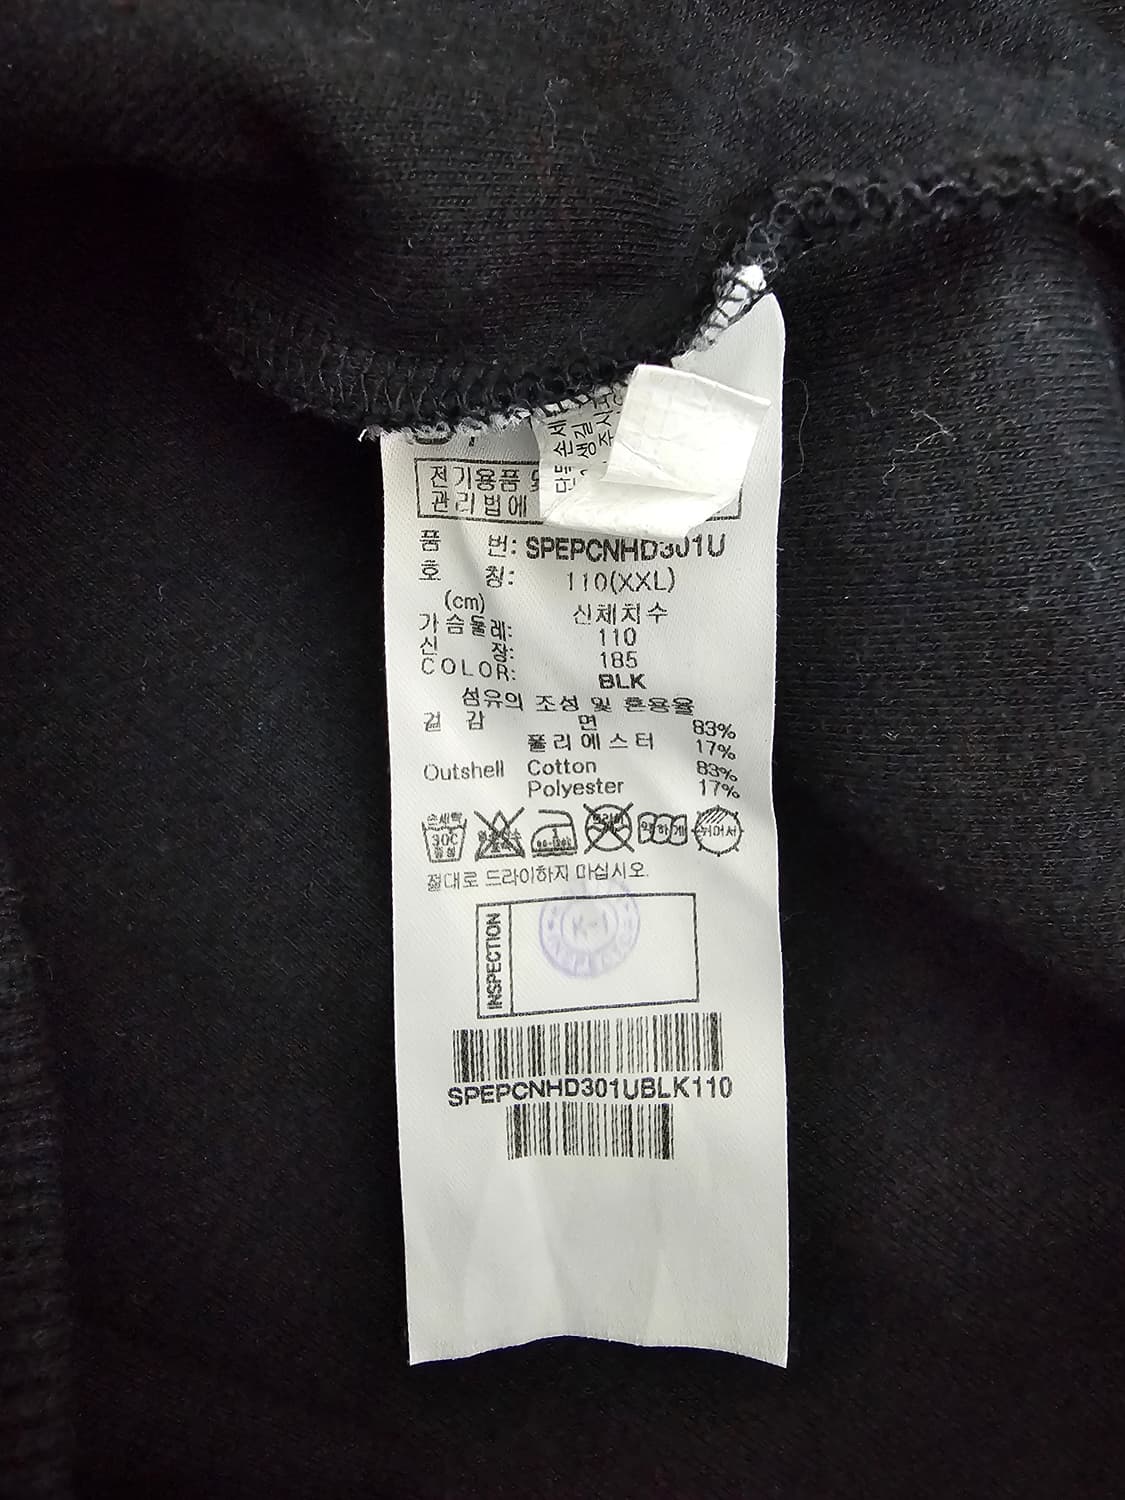 전기용품 및
관리법에
품 번: SPEPCNHD301U
호 칭: 110(XXL)
(cm) 신체치수
가슴둘레: 110
신 장: 185
COLOR: BLK
섬유의 조성 및 혼용율
겉 감 면 83%
폴리에스터 17%
Outshell Cotton 83%
Polyester 17%
손세탁 30C 중성
약하게
뉘어서
절대로 드라이하지 마십시오.
INSPECTION
K-1
SPEPCNHD301UBLK110